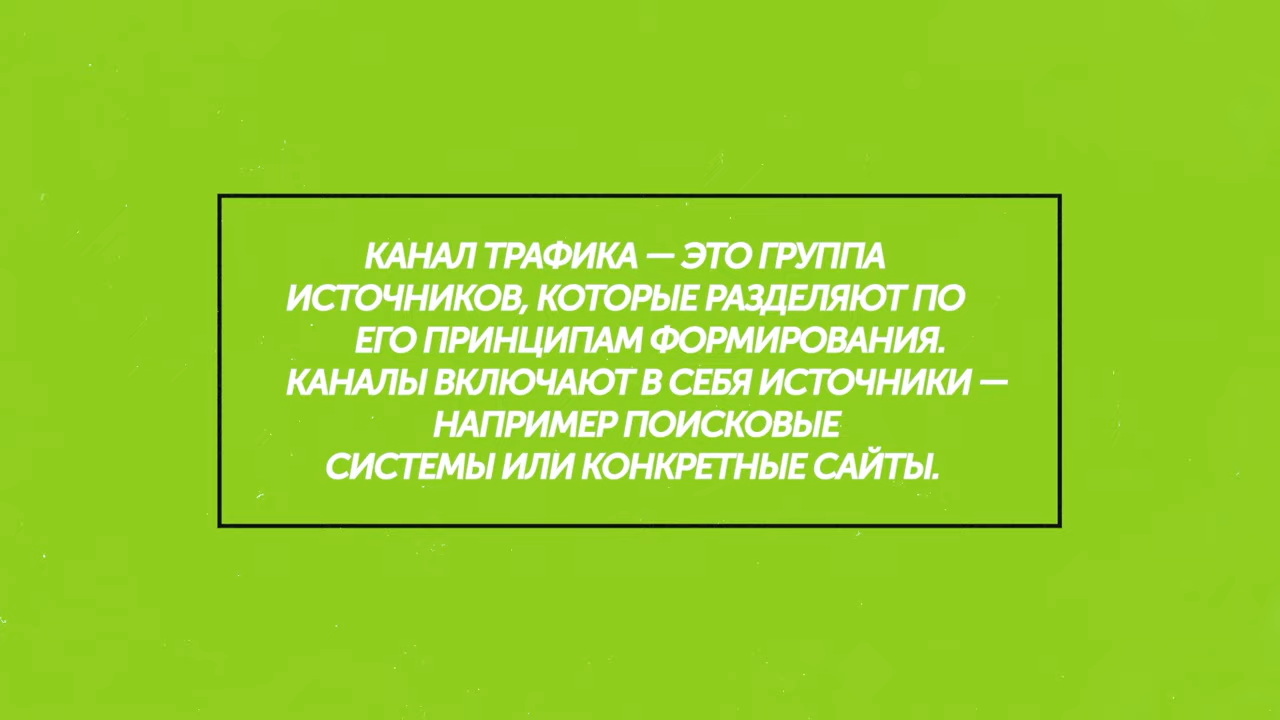 КАНАЛ ТРАФИКА — ЭТО ГРУППА
ИСТОЧНИКОВ, КОТОРЫЕ РАЗДЕЛЯЮТ ПО
ЕГО ПРИНЦИПАМ ФОРМИРОВАНИЯ.
КАНАЛЫ ВКЛЮЧАЮТ В СЕБЯ ИСТОЧНИКИ —
НАПРИМЕР ПОИСКОВЫЕ
СИСТЕМЫ ИЛИ КОНКРЕТНЫЕ САЙТЫ.